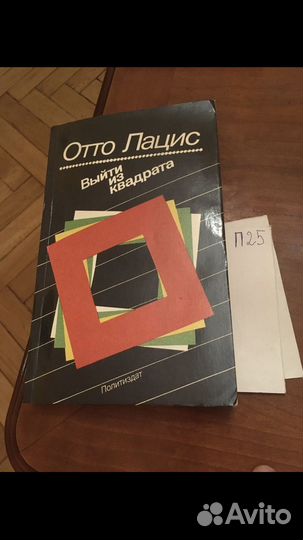 Отто Лацис
Выйти
из
квадрата
Политиздат
П25
Avito